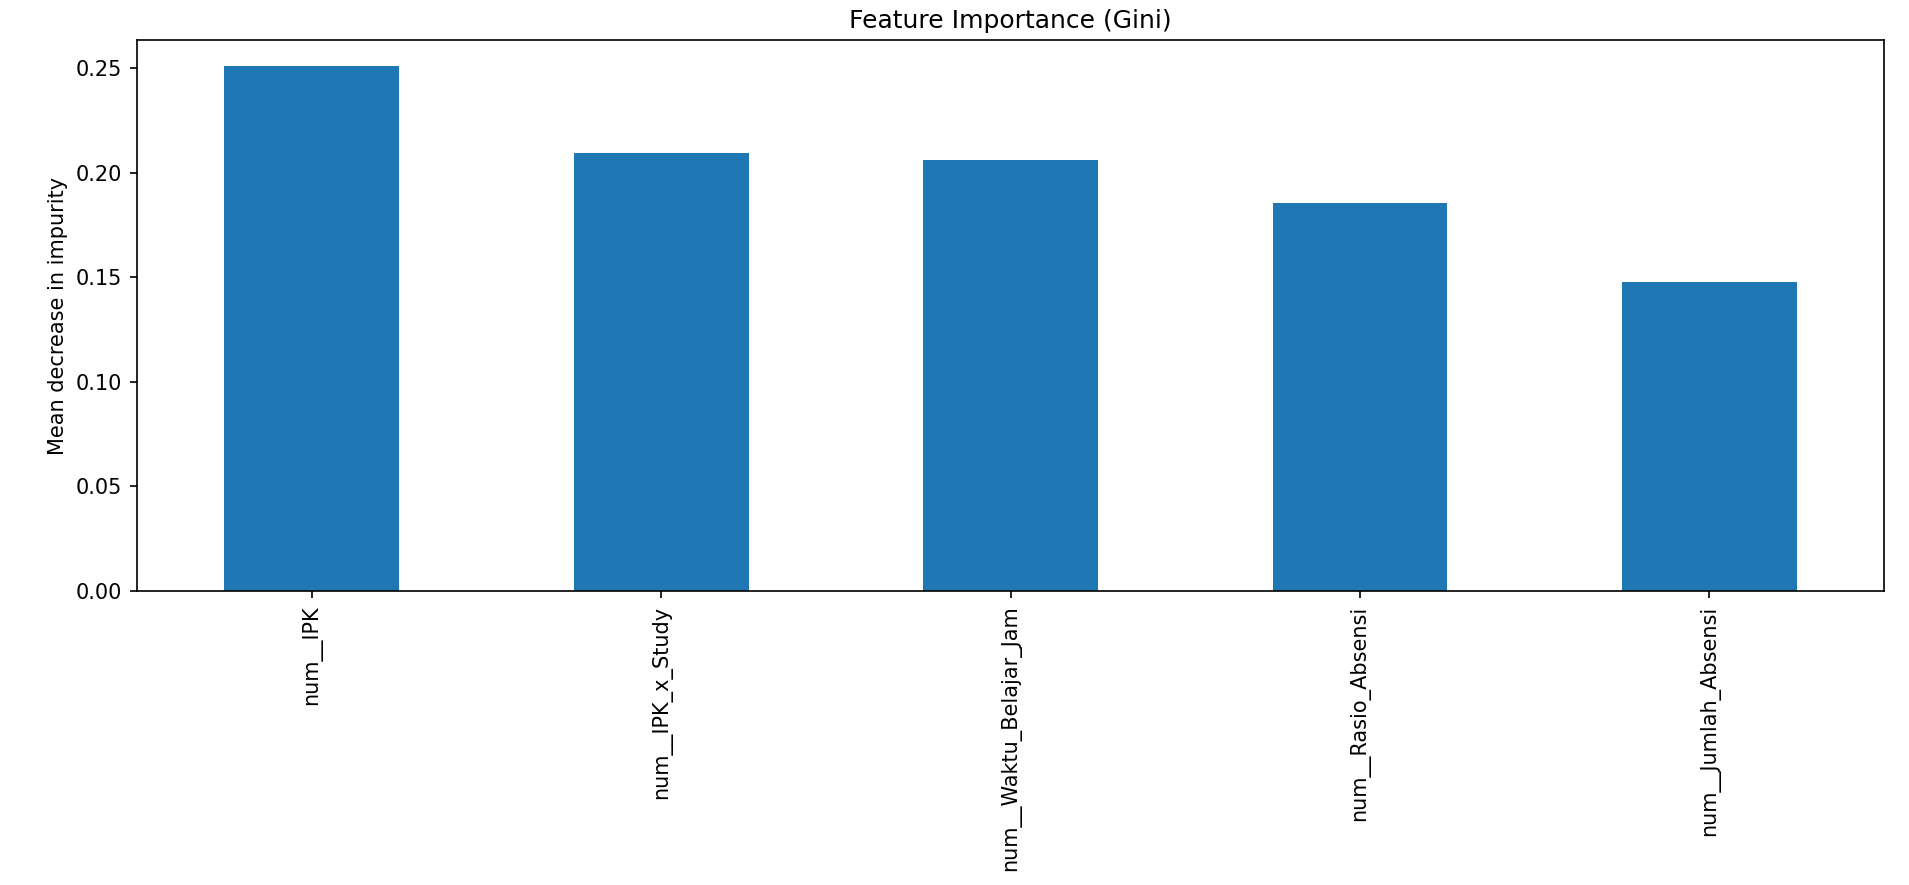 Feature Importance (Gini)
Mean decrease in impurity
0.25
0.20
0.15
0.10
0.05
0.00
num__IPK
num__IPK_x_Study
num__Waktu_Belajar_Jam
num__Rasio_Absensi
num__Jumlah_Absensi